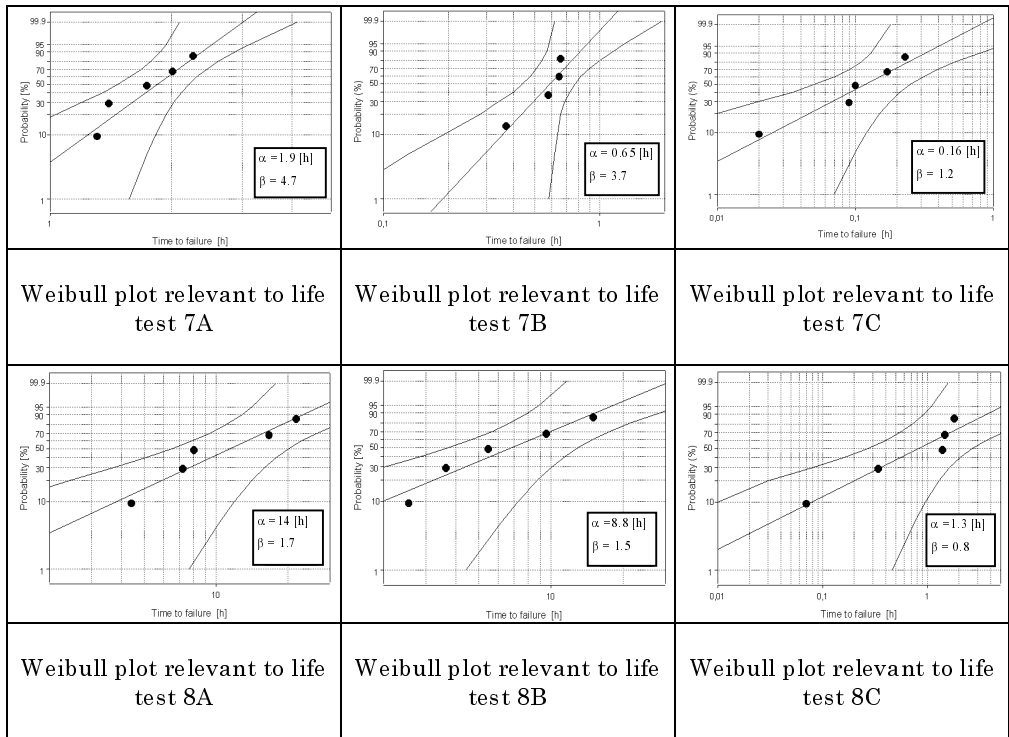 99.9
95
90
70
50
30
10
1
Probability [%]
α =1.9 [h]
β = 4.7
1
Time to failure [h]
99.9
95
90
70
50
30
10
1
Probability (%]
α = 0.65 [h]
β = 3.7
0,1
1
Time to failure [h]
99.9
95
90
70
50
30
10
1
Probability (%)
α = 0.16 [h]
β = 1.2
0,01
0,1
1
Time to failure [h]
Weibull plot relevant to life
test 7A
Weibull plot relevant to life
test 7B
Weibull plot relevant to life
test 7C
99.9
95
90
70
50
30
10
1
Probability [%]
α = 14 [h]
β = 1.7
10
Time to failure [h]
99.9
95
90
70
50
30
10
1
Probability [%]
α =8.8 [h]
β = 1.5
10
Time to failure [h]
99.9
95
90
70
50
30
10
1
Probability (%)
α =1.3 [h]
β = 0.8
0,01
0,1
1
Time to failure [h]
Weibull plot relevant to life
test 8A
Weibull plot relevant to life
test 8B
Weibull plot relevant to life
test 8C